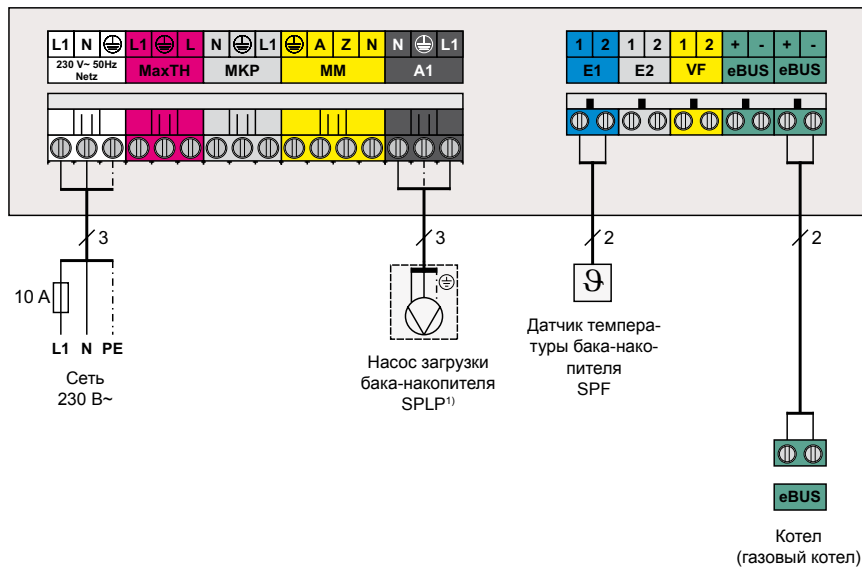 L1 N L1 L N L1 A Z N N L1
230 V~ 50Hz
Netz
MaxTH MKP MM A1
1 2 1 2 1 2 + - + -
E1 E2 VF eBUS eBUS
3
3
2
2
10 A
L1 N PE
Сеть
230 В~
Насос загрузки
бака-накопителя
SPLP¹⁾
ϑ
Датчик темпера-
туры бака-нако-
пителя
SPF
eBUS
Котел
(газовый котел)